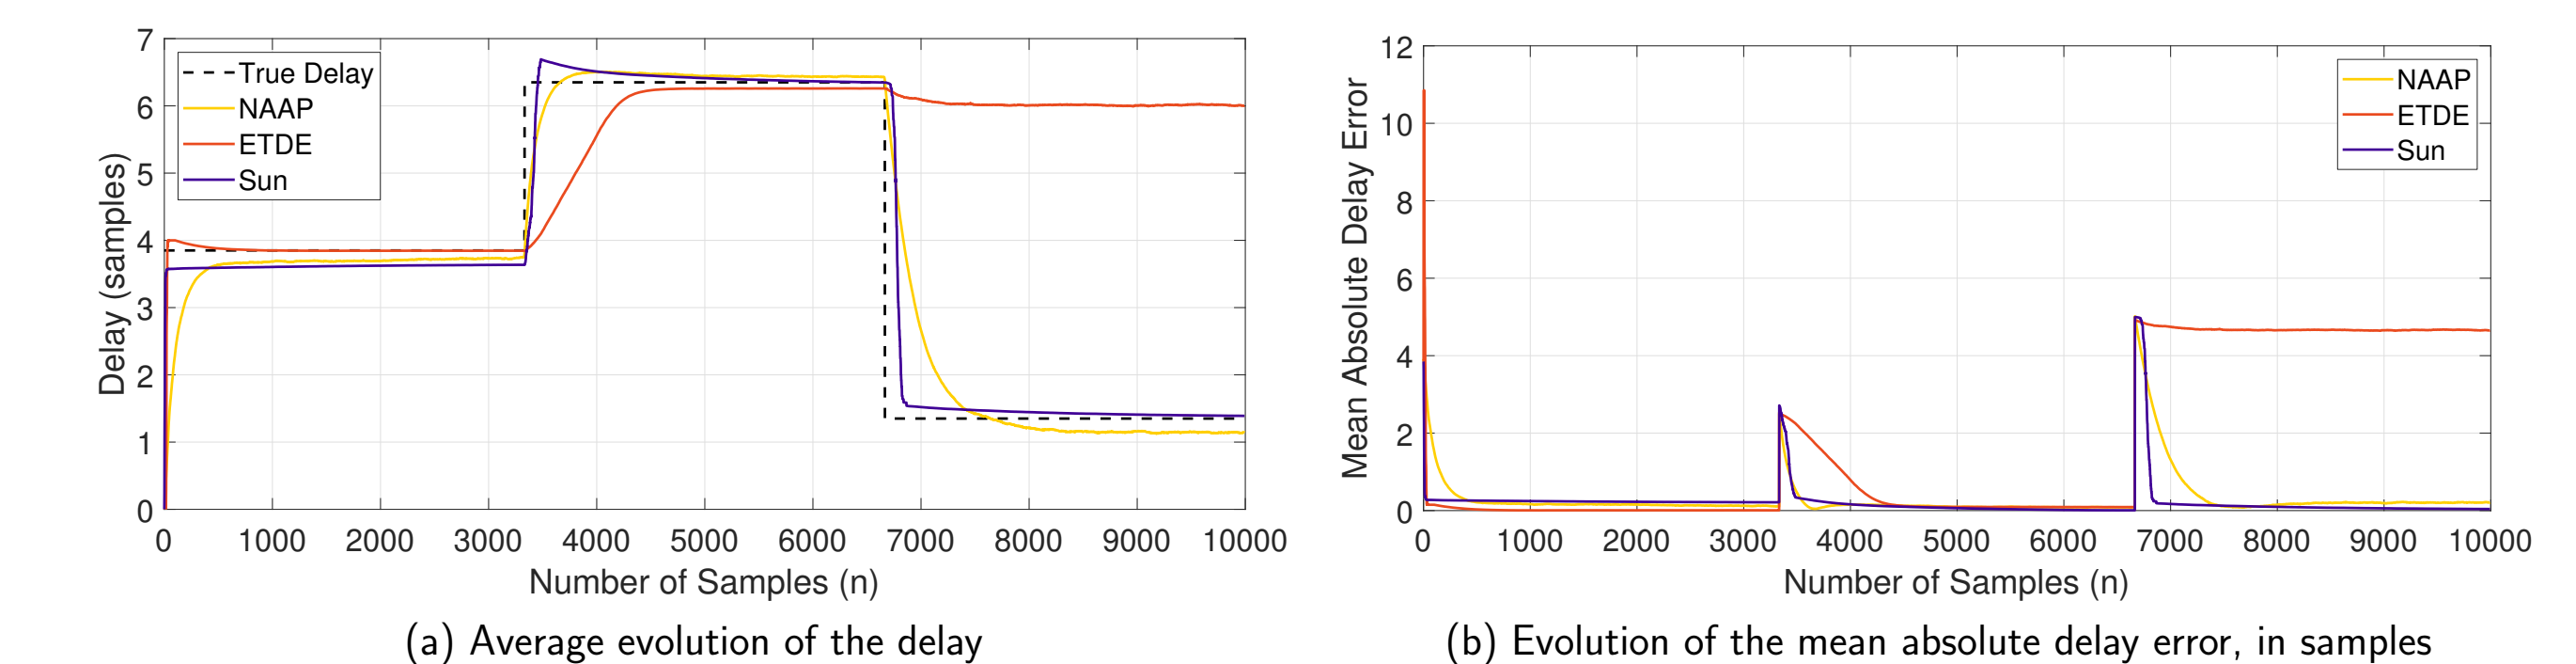 7
6
5
4
3
2
1
0
Delay (samples)
True Delay
NAAP
ETDE
Sun
0 1000 2000 3000 4000 5000 6000 7000 8000 9000 10000
Number of Samples (n)
(a) Average evolution of the delay
12
10
8
6
4
2
0
Mean Absolute Delay Error
NAAP
ETDE
Sun
0 1000 2000 3000 4000 5000 6000 7000 8000 9000 10000
Number of Samples (n)
(b) Evolution of the mean absolute delay error, in samples